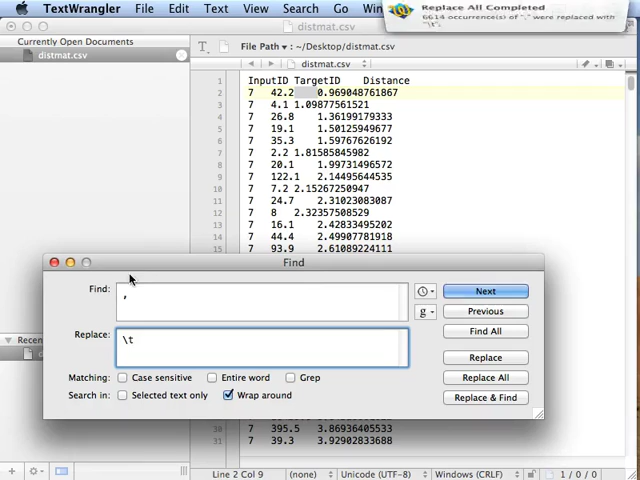 TextWrangler File Edit Text View Search Go Window
Replace All Completed
6614 occurrence(s) of "," were replaced with
"\t".
distmat.csv
Currently Open Documents
distmat.csv
File Path : ~/Desktop/distmat.csv
distmat.csv
1 InputID TargetID Distance
2 7 42.2 0.969048761867
3 7 4.1 1.09877561521
4 7 26.8 1.36199179333
5 7 19.1 1.50125949677
6 7 35.3 1.59767626192
7 7 2.2 1.81585845982
8 7 20.1 1.99731496572
9 7 122.1 2.14495644535
10 7 7.2 2.15267250947
11 7 24.7 2.31023083087
12 7 8 2.32357508529
13 7 16.1 2.42833495202
14 7 44.4 2.49907781918
15 7 93.9 2.61089224111
Find
Find: ,
Next
g
Previous
Replace: \t
Find All
Replace
Matching: Case sensitive Entire word Grep
Replace All
Search in: Selected text only Wrap around
Replace & Find
Recen
30 7 395.5 3.86936405533
31 7 39.3 3.92902833688
Line 2 Col 9 (none) Unicode (UTF-8) Windows (CRLF) 1 / 0 / 0